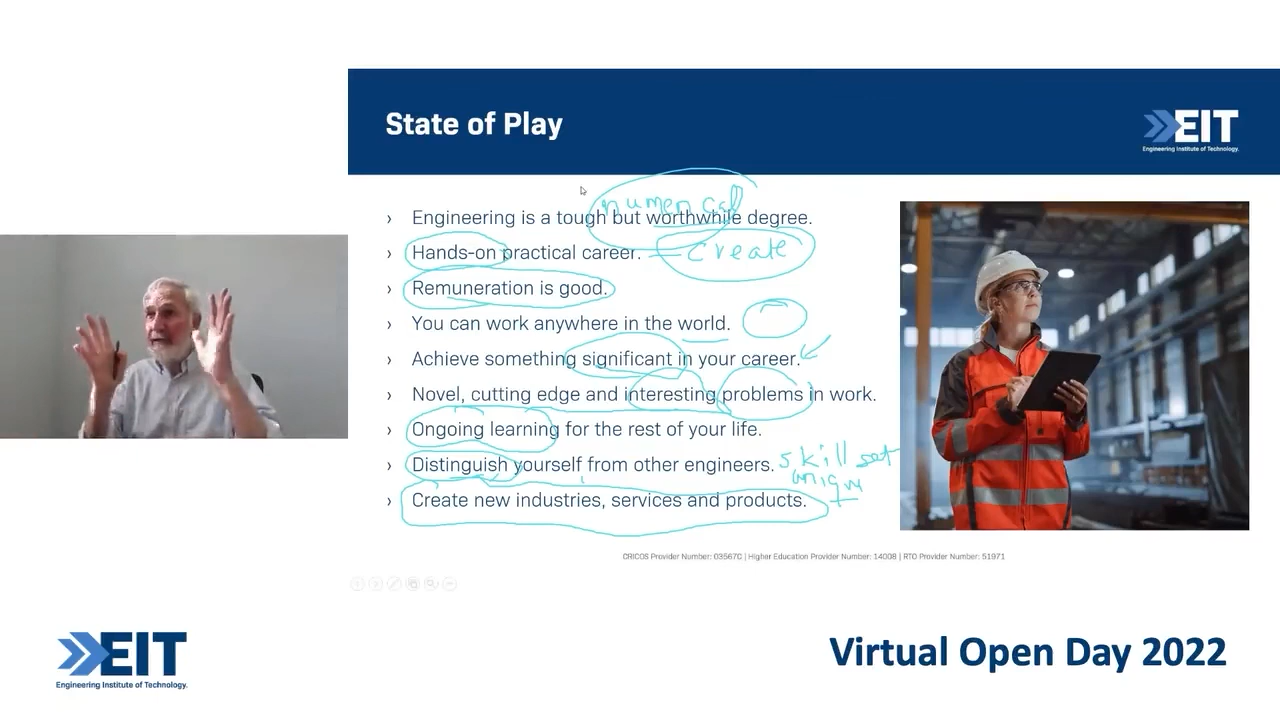 State of Play
EIT
Engineering Institute of Technology.
numerical
› Engineering is a tough but worthwhile degree.
› Hands-on practical career. create
› Remuneration is good.
› You can work anywhere in the world.
› Achieve something significant in your career.
› Novel, cutting edge and interesting problems in work.
› Ongoing learning for the rest of your life.
› Distinguish yourself from other engineers. skill set
› Create new industries, services and products.
CRICOS Provider Number: 03567C | Higher Education Provider Number: 14008 | RTO Provider Number: 51971
EIT
Engineering Institute of Technology.
Virtual Open Day 2022